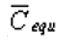 C̅ equ